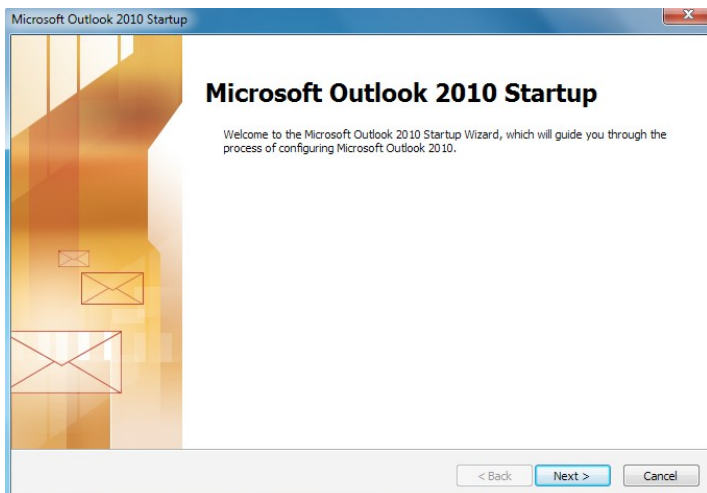 Microsoft Outlook 2010 Startup
Microsoft Outlook 2010 Startup
Welcome to the Microsoft Outlook 2010 Startup Wizard, which will guide you through the
process of configuring Microsoft Outlook 2010.
< Back Next > Cancel